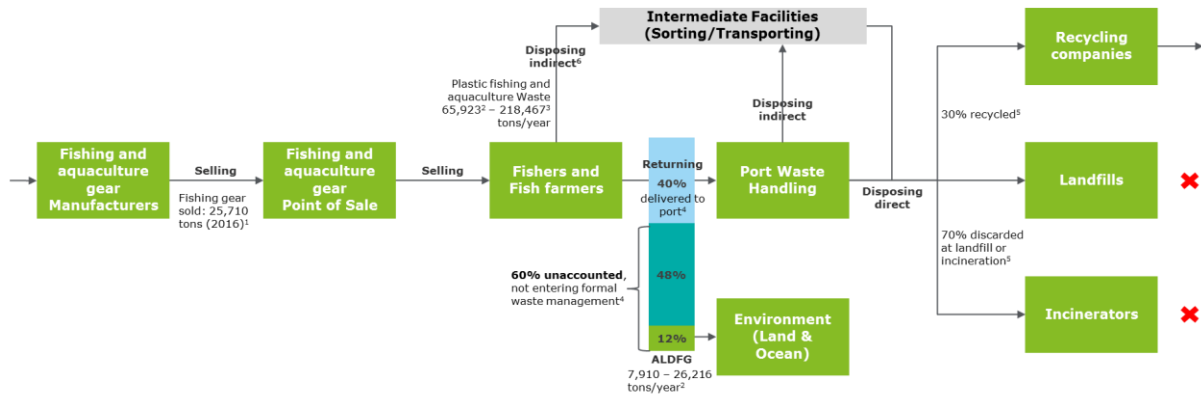 Intermediate Facilities
(Sorting/Transporting)
Recycling
companies
Disposing
indirect⁶
Plastic fishing and
aquaculture Waste
65,923² – 218,467³
tons/year
Disposing
indirect
30% recycled⁵
Fishing and
aquaculture
gear
Manufacturers
Selling
Fishing gear
sold: 25,710
tons (2016)¹
Fishing and
aquaculture
gear
Point of Sale
Selling
Fishers and
Fish farmers
Returning
40%
delivered to
port⁴
Port Waste
Handling
Disposing
direct
Landfills
70% discarded
at landfill or
incineration⁵
60% unaccounted,
not entering formal
waste management⁴
48%
12%
Environment
(Land &
Ocean)
Incinerators
ALDFG
7,910 – 26,216
tons/year²